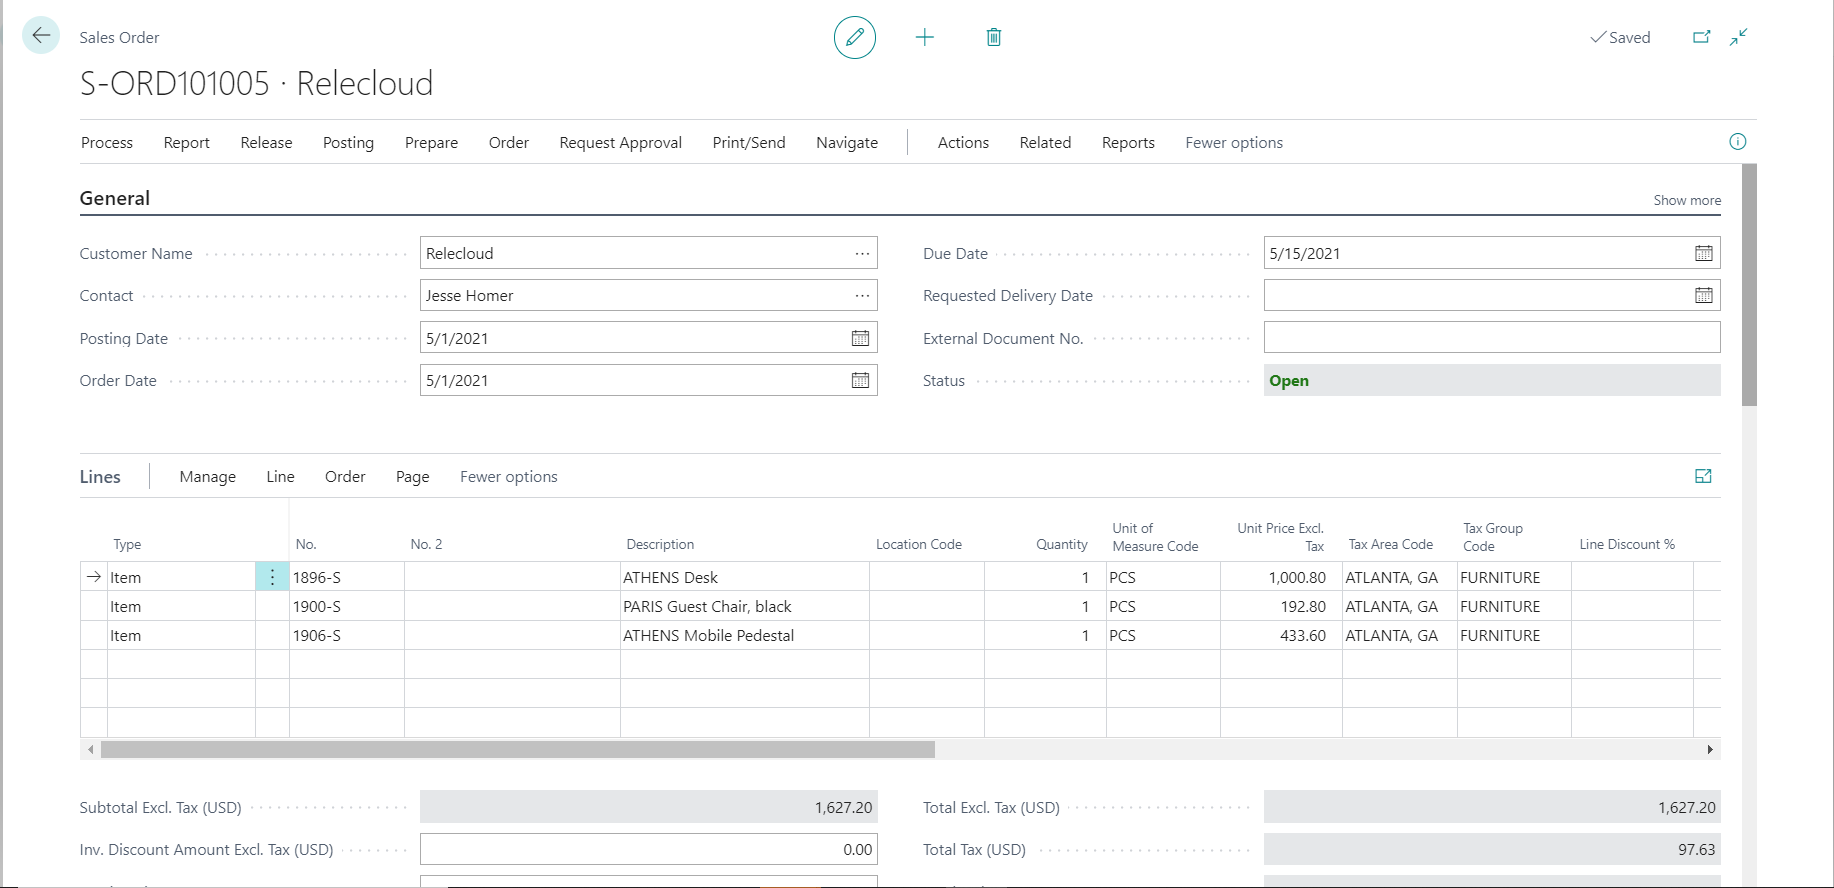 Sales Order
Saved
S-ORD101005 · Relecloud
Process Report Release Posting Prepare Order Request Approval Print/Send Navigate Actions Related Reports Fewer options
General
Show more
Customer Name Relecloud
Due Date 5/15/2021
Contact Jesse Homer
Requested Delivery Date
Posting Date 5/1/2021
External Document No.
Order Date 5/1/2021
Status Open
Lines Manage Line Order Page Fewer options
Type No. No. 2 Description Location Code Quantity Unit of Measure Code Unit Price Excl. Tax Tax Area Code Tax Group Code Line Discount %
Item 1896-S ATHENS Desk 1 PCS 1,000.80 ATLANTA, GA FURNITURE
Item 1900-S PARIS Guest Chair, black 1 PCS 192.80 ATLANTA, GA FURNITURE
Item 1906-S ATHENS Mobile Pedestal 1 PCS 433.60 ATLANTA, GA FURNITURE
Subtotal Excl. Tax (USD) 1,627.20
Total Excl. Tax (USD) 1,627.20
Inv. Discount Amount Excl. Tax (USD) 0.00
Total Tax (USD) 97.63